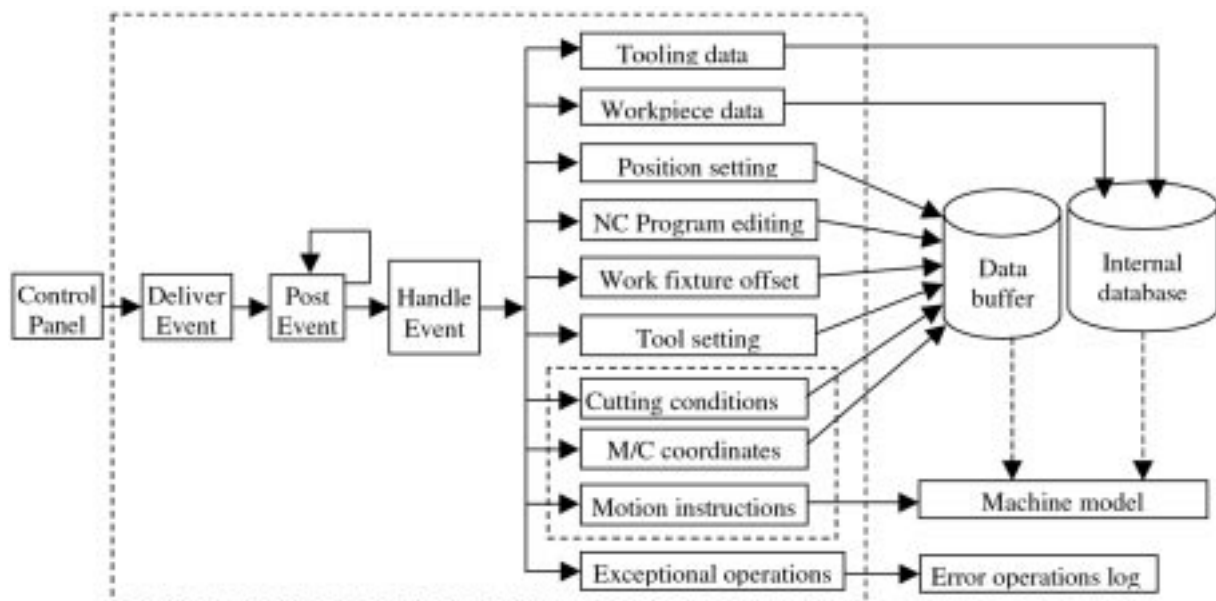 Tooling data
Workpiece data
Position setting
NC Program editing
Work fixture offset
Tool setting
Cutting conditions
M/C coordinates
Motion instructions
Exceptional operations
Control
Panel
Deliver
Event
Post
Event
Handle
Event
Data
buffer
Internal
database
Machine model
Error operations log